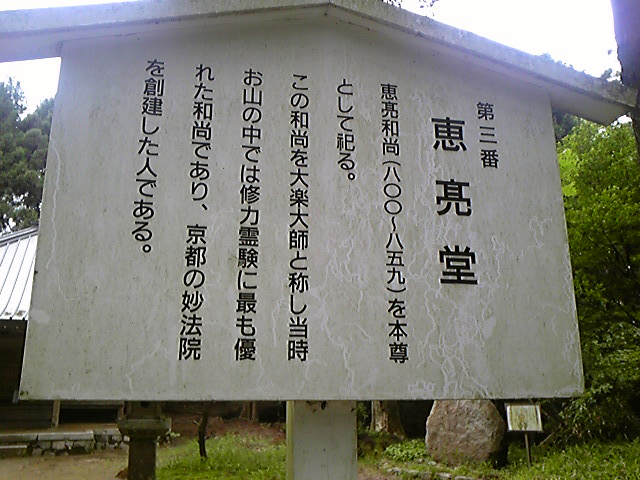 第三番
恵亮堂
恵亮和尚(八〇〇~八五九)を本尊
として祀る。
この和尚を大楽大師と称し当時
お山の中では修力霊験に最も優
れた和尚であり、京都の妙法院
を創建した人である。